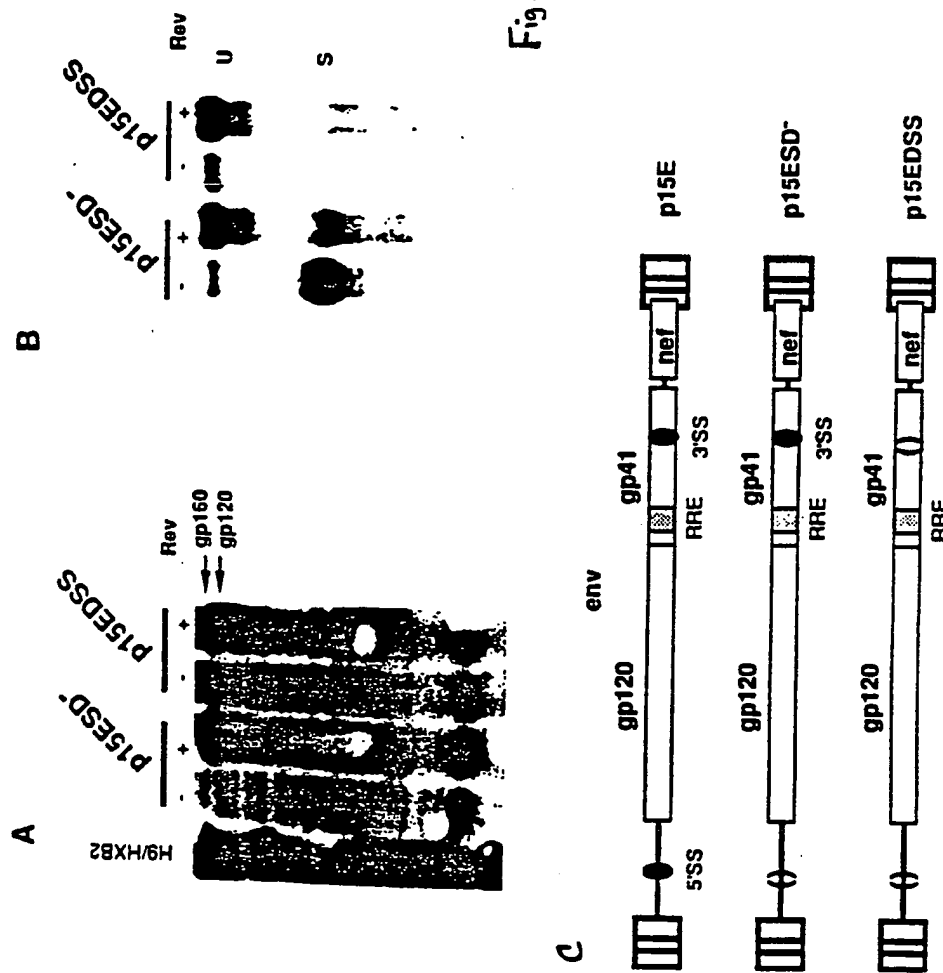 A
H9/HXB2
p15ESD-
p15EDSS
- + - + Rev
gp160
gp120
B
p15ESD-
p15EDSS
- + - + Rev
U
S
Fig
C
env
gp120 gp41 nef p15E
5'SS RRE 3'SS
gp120 gp41 nef p15ESD-
RRE 3'SS
gp120 gp41 nef p15EDSS
RRE